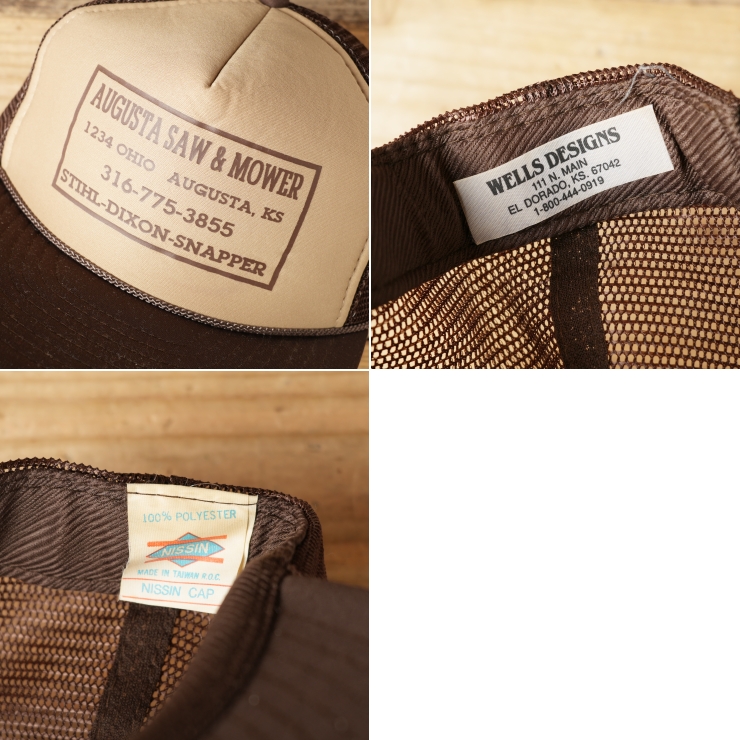 AUGUSTA SAW & MOWER
1234 OHIO AUGUSTA, KS
316-775-3855
STIHL-DIXON-SNAPPER
WELLS DESIGNS
111 N. MAIN
EL DORADO, KS. 67042
1-800-444-0919
100% POLYESTER
NISSIN
MADE IN TAIWAN R.O.C.
NISSIN CAP